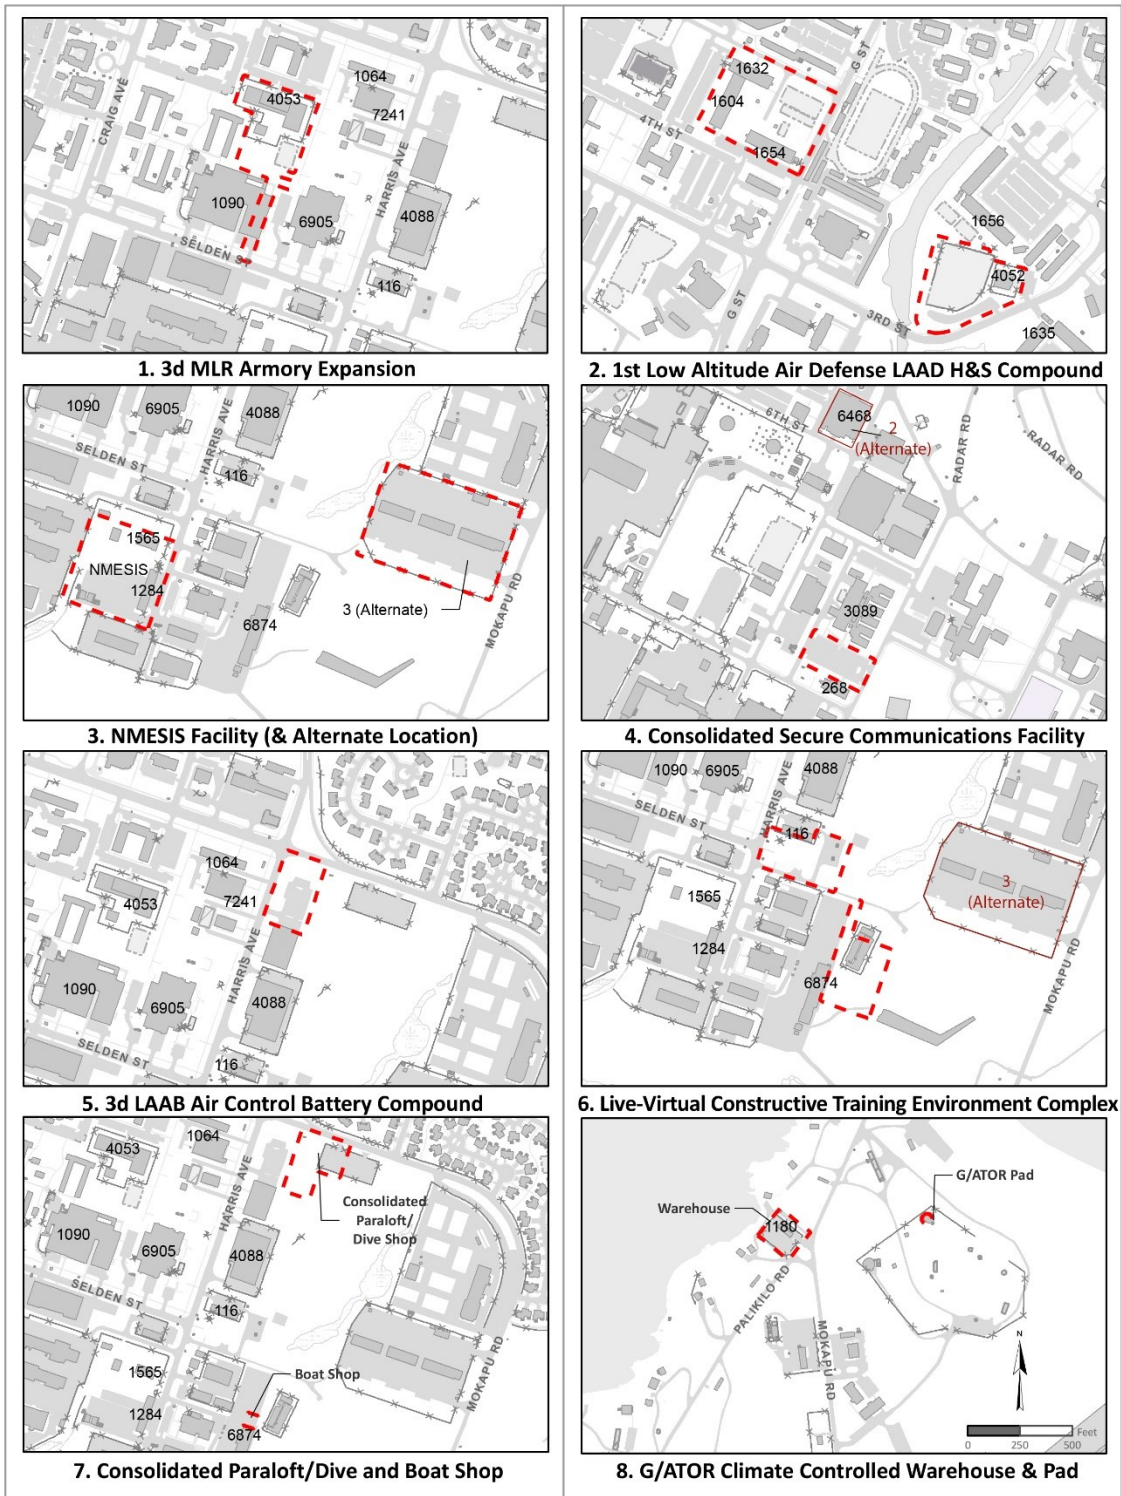 CRAIG AVE
1064
4053
7241
HARRIS AVE
1090
6905
4088
SELDEN ST
116
1. 3d MLR Armory Expansion
G ST
1632
1604
4TH ST
1654
1656
4052
G ST
3RD ST
1635
2. 1st Low Altitude Air Defense LAAD H&S Compound
1090
6905
4088
SELDEN ST
HARRIS AVE
116
1565
NMESIS
1284
3 (Alternate)
6874
MOKAPU RD
3. NMESIS Facility (& Alternate Location)
6468
6TH ST
2
(Alternate)
RADAR RD
RADAR RD
3089
268
4. Consolidated Secure Communications Facility
1064
4053
7241
HARRIS AVE
1090
6905
4088
SELDEN ST
116
5. 3d LAAB Air Control Battery Compound
1090
6905
4088
HARRIS AVE
SELDEN ST
116
1565
3
(Alternate)
1284
6874
MOKAPU RD
6. Live-Virtual Constructive Training Environment Complex
4053
1064
HARRIS AVE
Consolidated
Paraloft/
Dive Shop
1090
6905
4088
SELDEN ST
116
1565
MOKAPU RD
Boat Shop
1284
6874
7. Consolidated Paraloft/Dive and Boat Shop
G/ATOR Pad
Warehouse
1180
PALIKILO RD
MOKAPU RD
N
Feet
0 250 500
8. G/ATOR Climate Controlled Warehouse & Pad